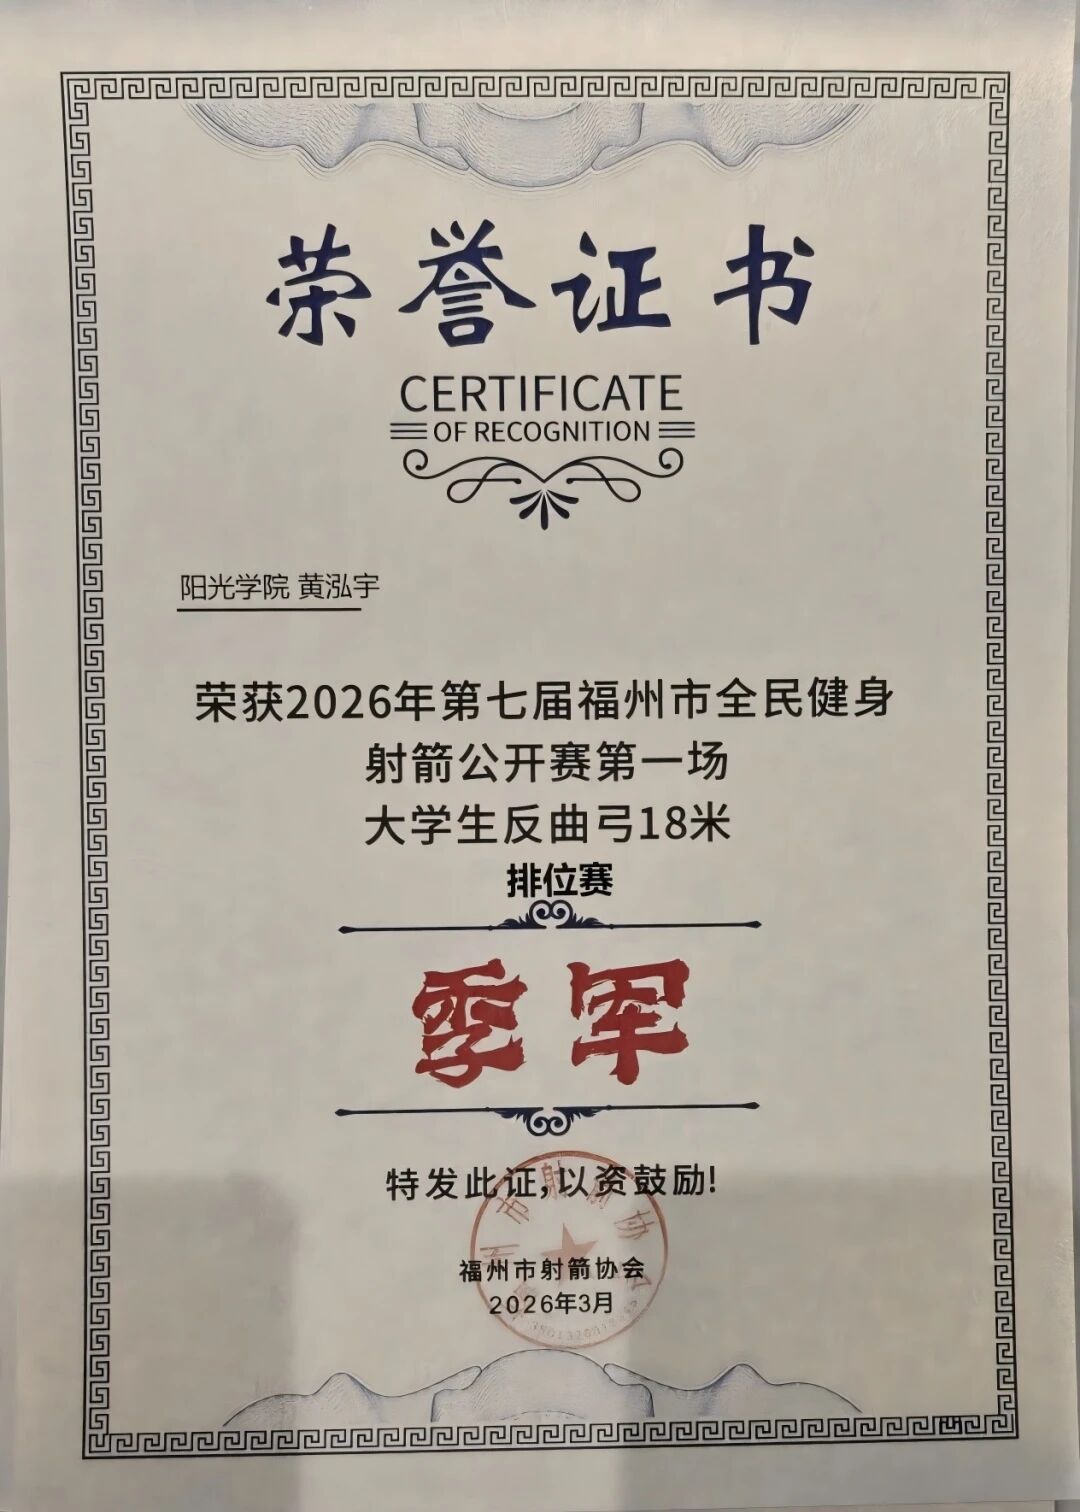 荣誉证书
CERTIFICATE
OF RECOGNITION
阳光学院 黄泓宇
荣获2026年第七届福州市全民健身
射箭公开赛第一场
大学生反曲弓18米
排位赛
季军
特发此证,以资鼓励!
福州市射箭协会
2026年3月